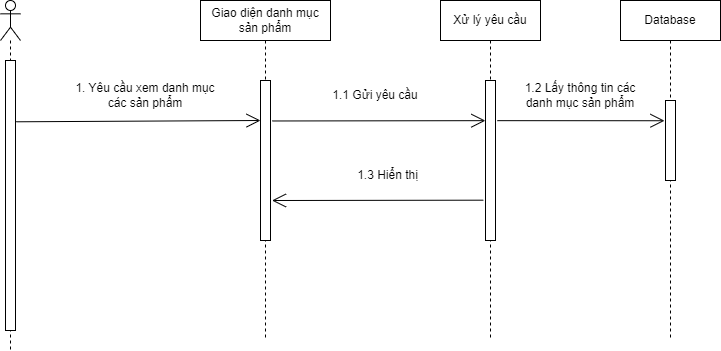 Giao diện danh mục
sản phẩm
Xử lý yêu cầu
Database
1. Yêu cầu xem danh mục
các sản phẩm
1.1 Gửi yêu cầu
1.2 Lấy thông tin các
danh mục sản phẩm
1.3 Hiển thị